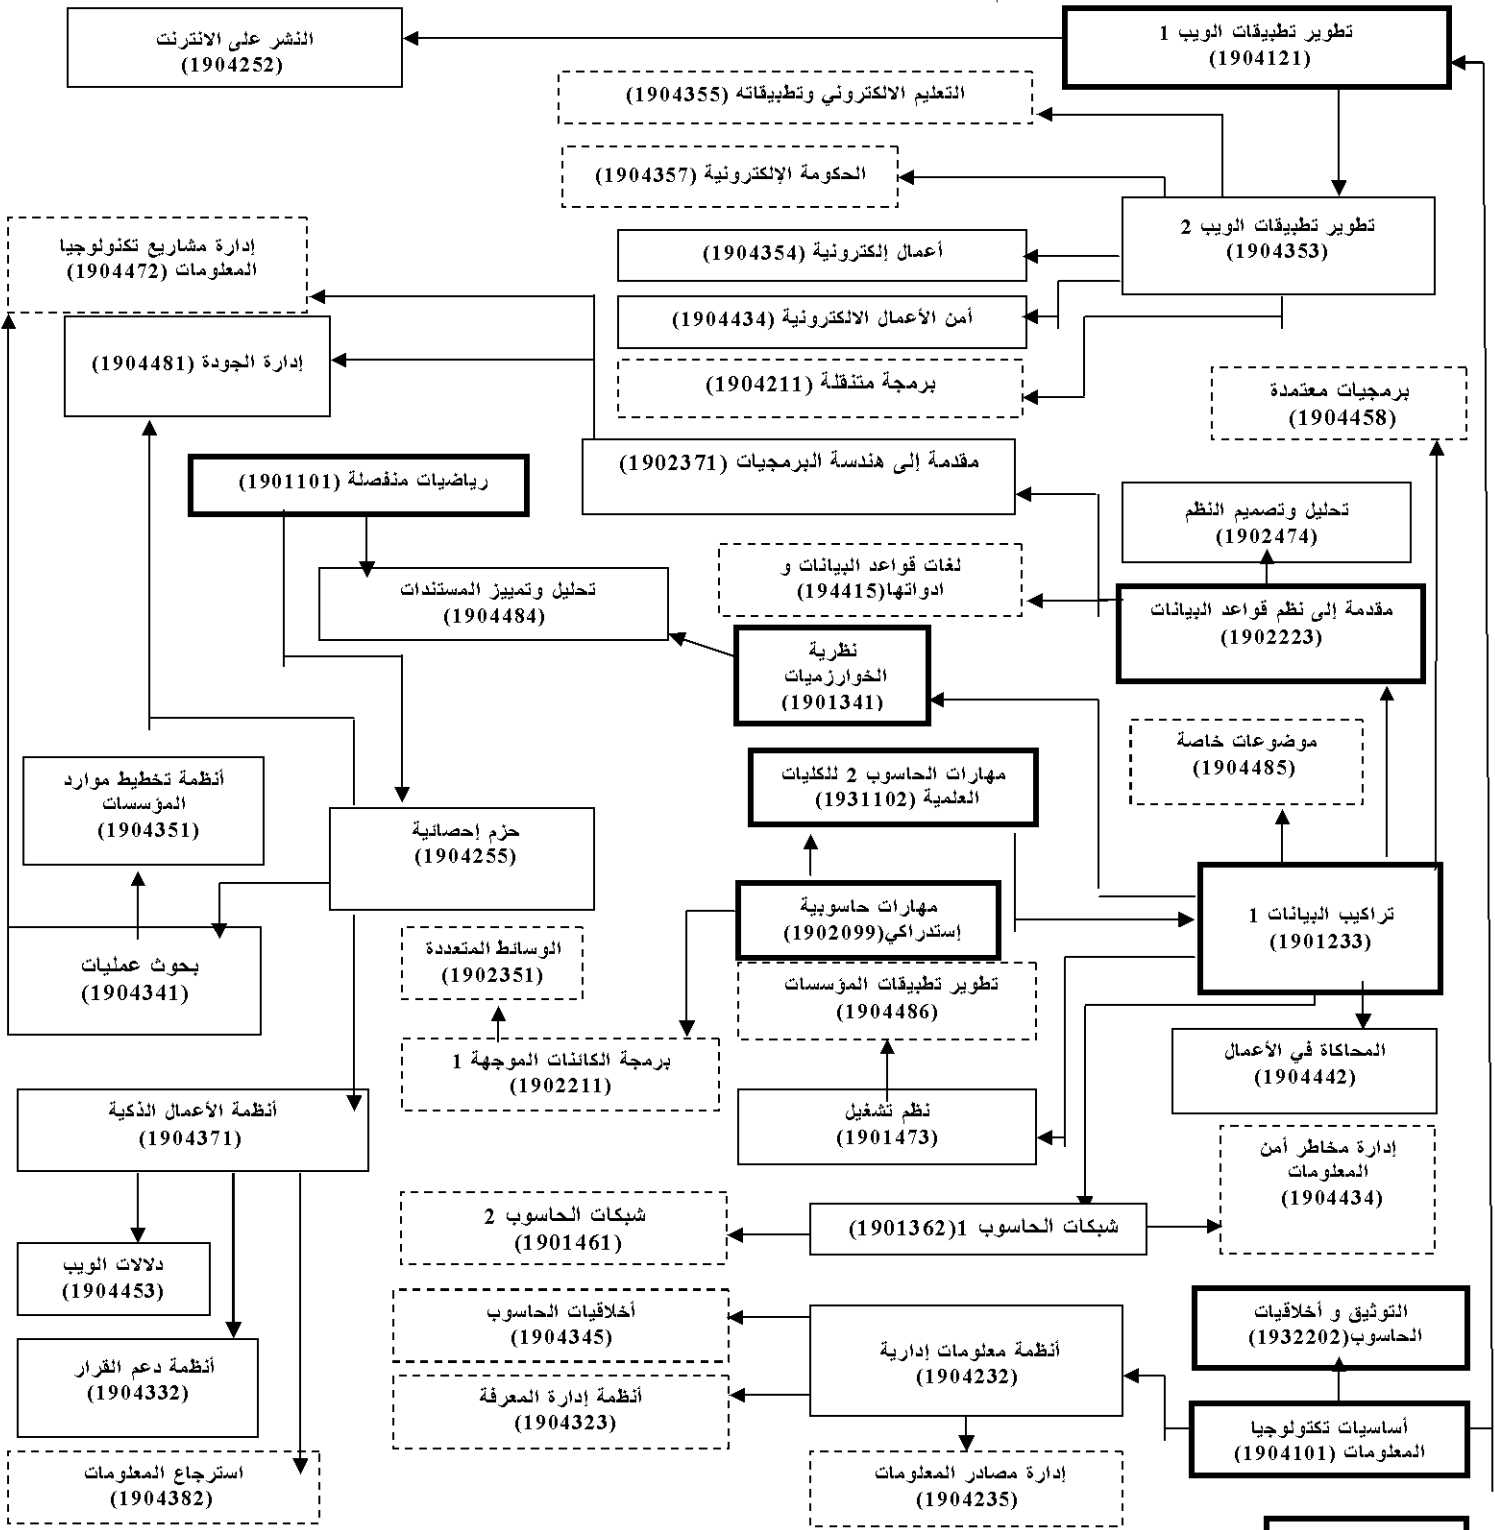 تطوير تطبيقات الويب 1
(1904121)
النشر على الانترنت
(1904252)
التعليم الالكتروني وتطبيقاته (1904355)
الحكومة الإلكترونية (1904357)
تطوير تطبيقات الويب 2
(1904353)
أعمال إلكترونية (1904354)
إدارة مشاريع تكنولوجيا
المعلومات (1904472)
أمن الأعمال الالكترونية (1904434)
إدارة الجودة (1904481)
برمجة متنقلة (1904211)
برمجيات معتمدة
(1904458)
مقدمة إلى هندسة البرمجيات (1902371)
رياضيات منفصلة (1901101)
تحليل وتصميم النظم
(1902474)
لغات قواعد البيانات و
ادواتها(194415)
تحليل وتمييز المستندات
(1904484)
مقدمة إلى نظم قواعد البيانات
(1902223)
نظرية
الخوارزميات
(1901341)
موضوعات خاصة
(1904485)
مهارات الحاسوب 2 للكليات
العلمية (1931102)
أنظمة تخطيط موارد
المؤسسات
(1904351)
حزم إحصائية
(1904255)
تراكيب البيانات 1
(1901233)
مهارات حاسوبية
إستدراكي(1902099)
الوسائط المتعددة
(1902351)
بحوث عمليات
(1904341)
تطوير تطبيقات المؤسسات
(1904486)
المحاكاة في الأعمال
(1904442)
برمجة الكائنات الموجهة 1
(1902211)
أنظمة الأعمال الذكية
(1904371)
نظم تشغيل
(1901473)
إدارة مخاطر أمن
المعلومات
(1904434)
شبكات الحاسوب 1(1901362)
شبكات الحاسوب 2
(1901461)
دلالات الويب
(1904453)
التوثيق و أخلاقيات
الحاسوب(1932202)
أخلاقيات الحاسوب
(1904345)
أنظمة معلومات إدارية
(1904232)
أنظمة دعم القرار
(1904332)
أنظمة إدارة المعرفة
(1904323)
أساسيات تكنولوجيا
المعلومات (1904101)
استرجاع المعلومات
(1904382)
إدارة مصادر المعلومات
(1904235)